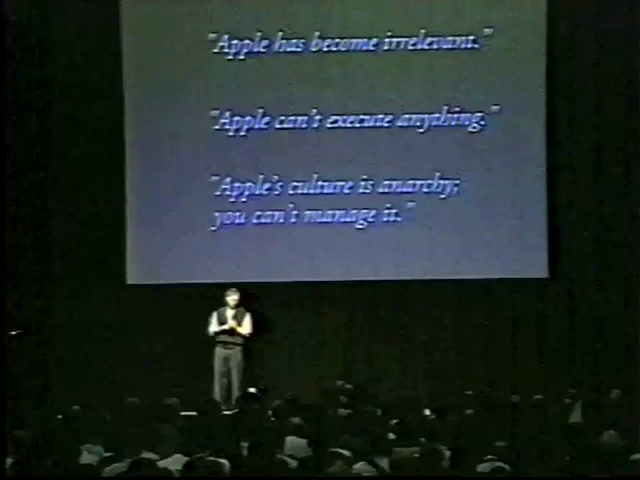 "Apple has become irrelevant."
"Apple can't execute anything."
"Apple's culture is anarchy;
you can't manage it."